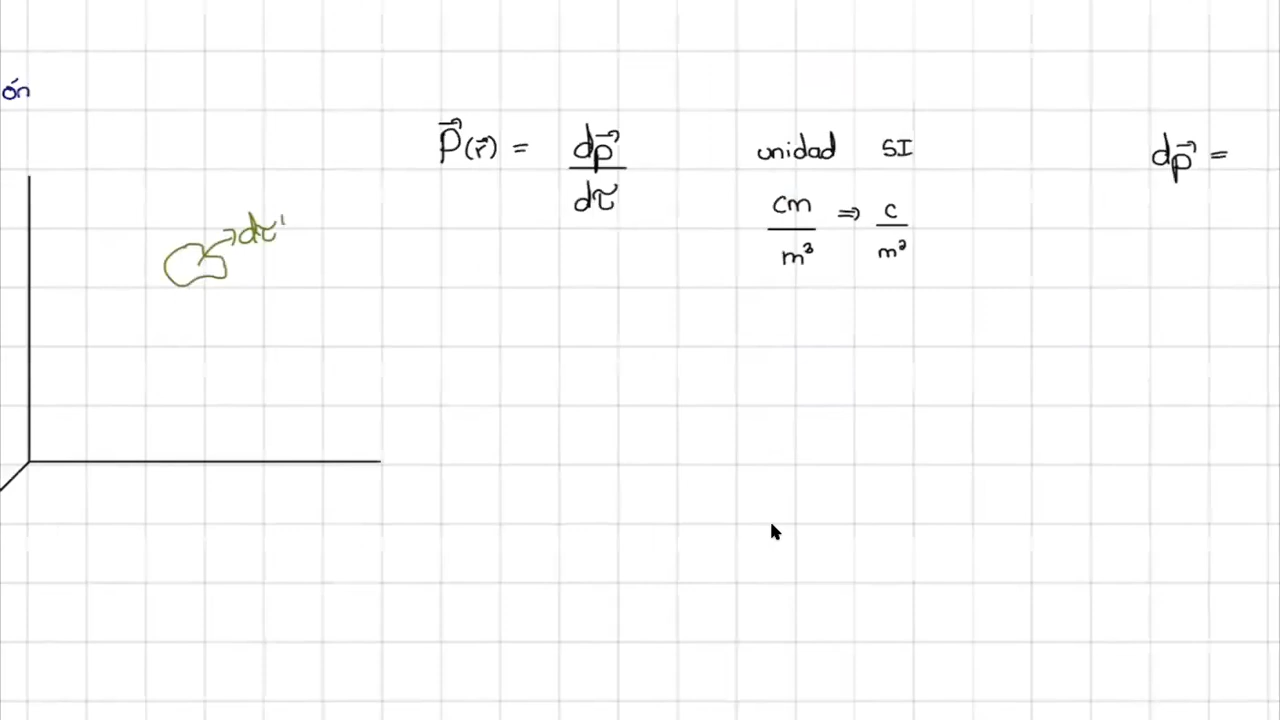 ón
P⃗(r⃗) = dp⃗/dτ
unidad SI
cm/m³ ⇒ c/m²
dp⃗ =
dτ'